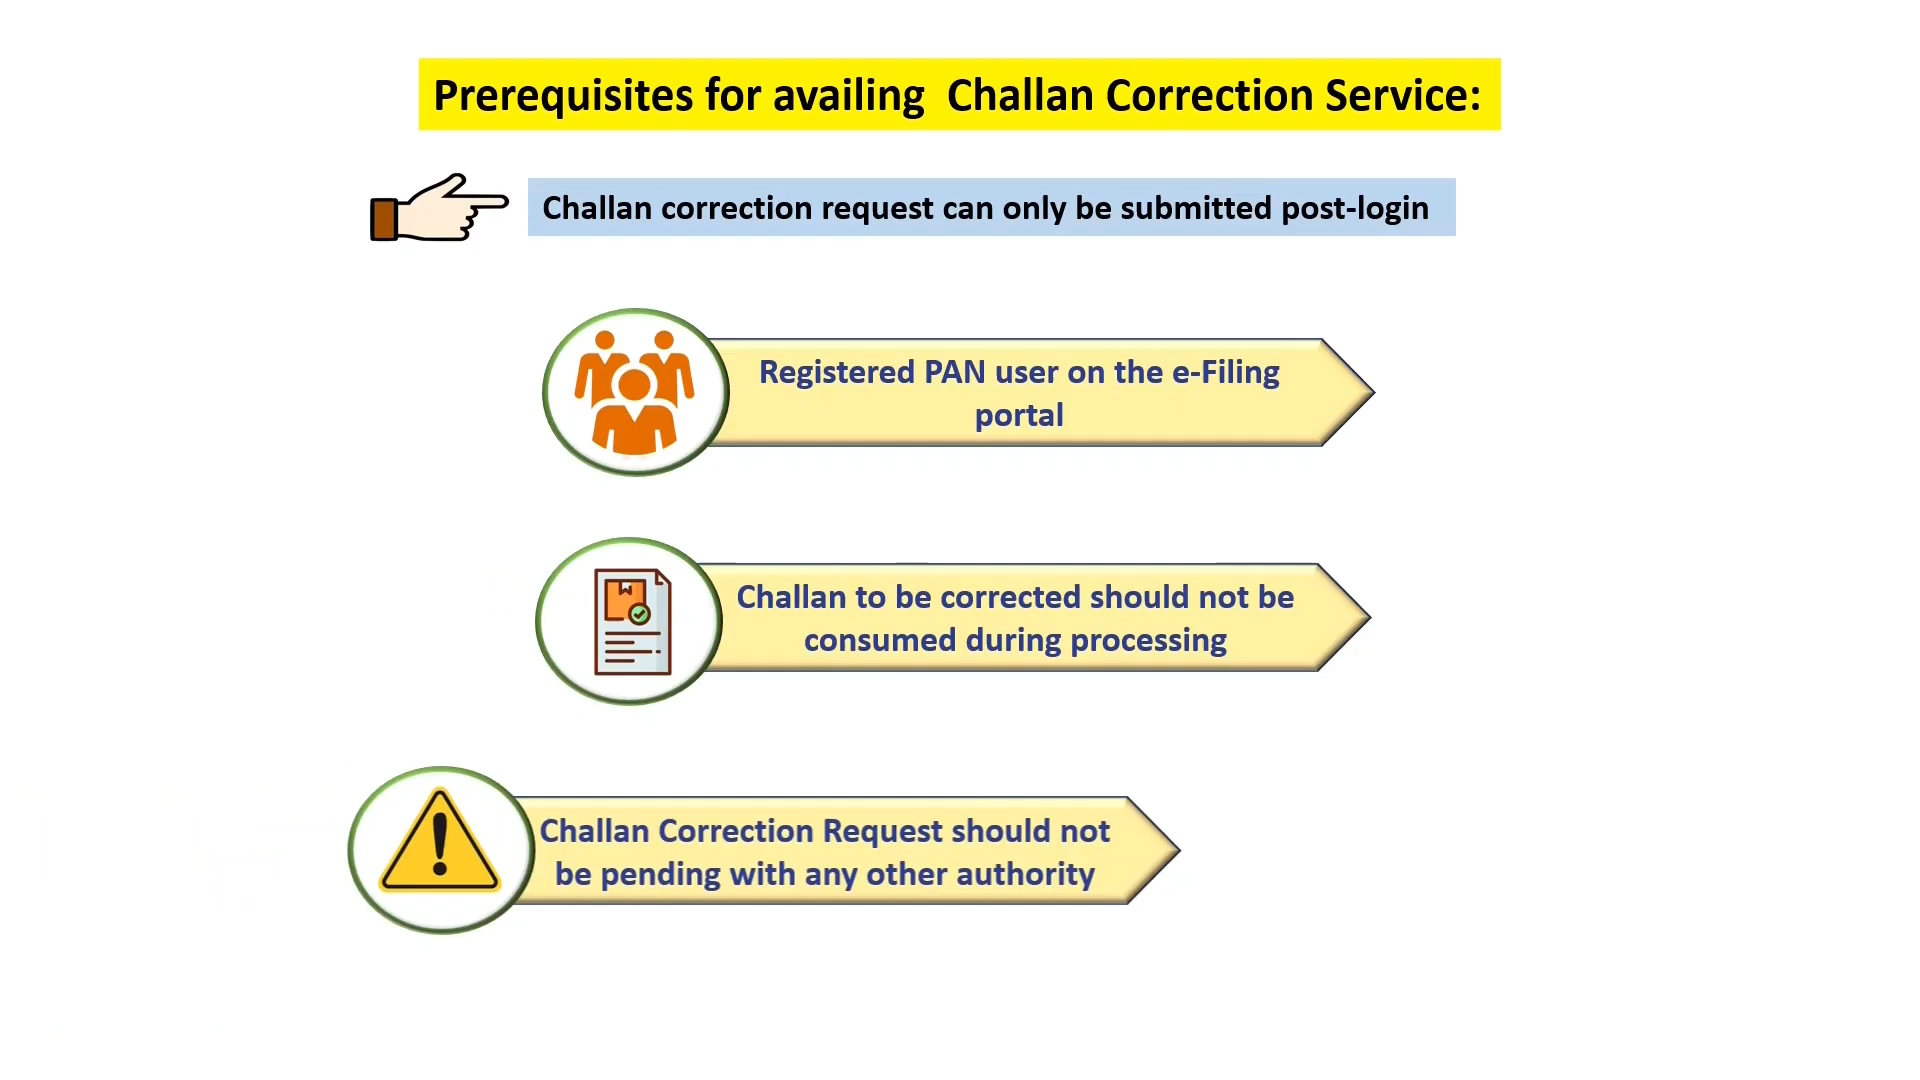 Prerequisites for availing  Challan Correction Service:
Challan correction request can only be submitted post-login
Registered PAN user on the e-Filing
portal
Challan to be corrected should not be
consumed during processing
Challan Correction Request should not
be pending with any other authority